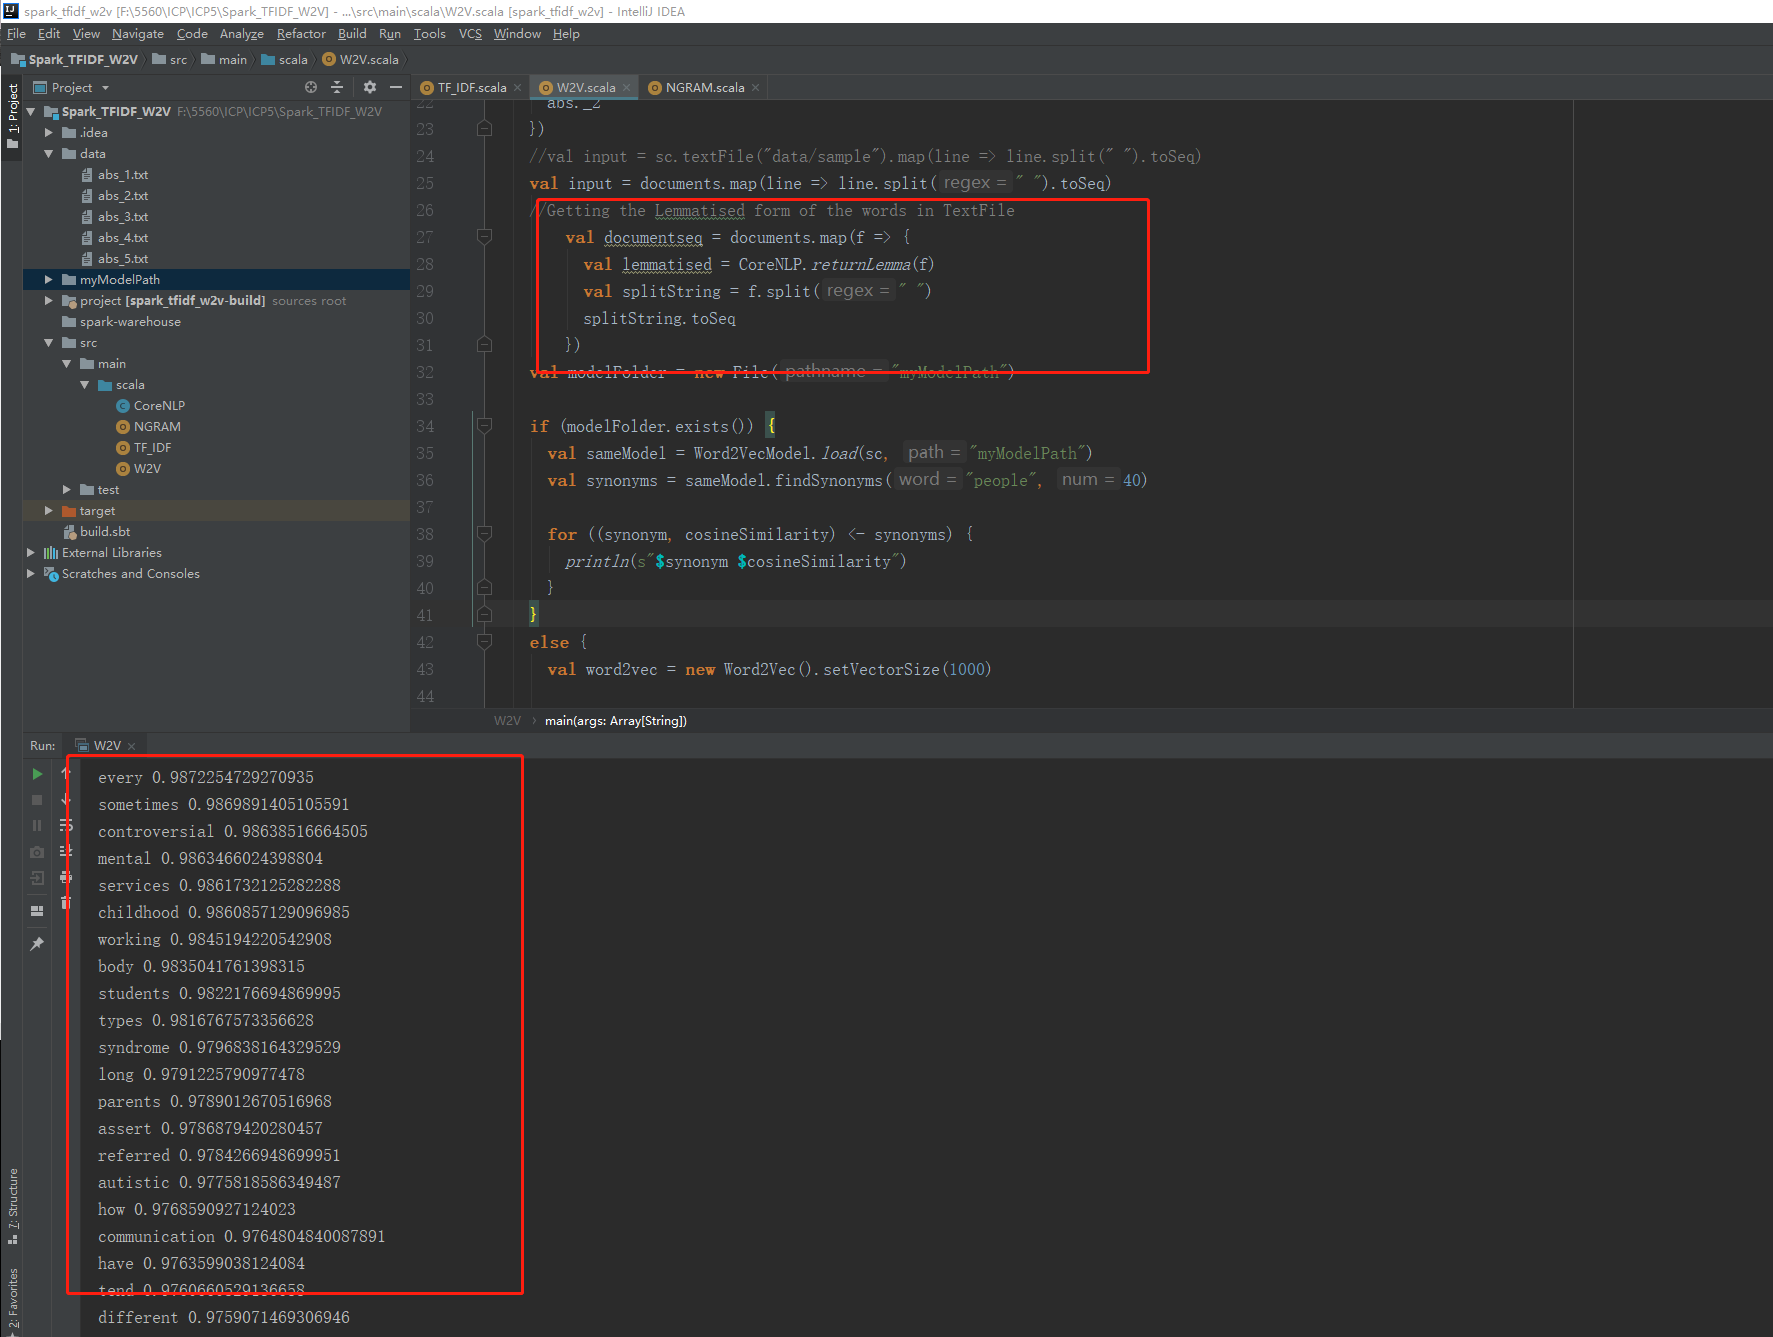 spark_tfidf_w2v [F:\5560\ICP\ICP5\Spark_TFIDF_W2V] - ...\src\main\scala\W2V.scala [spark_tfidf_w2v] - IntelliJ IDEA
File Edit View Navigate Code Analyze Refactor Build Run Tools VCS Window Help
Spark_TFIDF_W2V src main scala W2V.scala
1: Project
Project
Spark_TFIDF_W2V F:\5560\ICP\ICP5\Spark_TFIDF_W2V
.idea
data
abs_1.txt
abs_2.txt
abs_3.txt
abs_4.txt
abs_5.txt
myModelPath
project [spark_tfidf_w2v-build] sources root
spark-warehouse
src
main
scala
CoreNLP
NGRAM
TF_IDF
W2V
test
target
build.sbt
External Libraries
Scratches and Consoles
TF_IDF.scala W2V.scala NGRAM.scala
22 abs._2
23 })
24 //val input = sc.textFile("data/sample").map(line => line.split(" ").toSeq)
25 val input = documents.map(line => line.split( regex = " ").toSeq)
26 //Getting the Lemmatised form of the words in TextFile
27 val documentseq = documents.map(f => {
28 val lemmatised = CoreNLP.returnLemma(f)
29 val splitString = f.split( regex = " ")
30 splitString.toSeq
31 })
32 val modelFolder = new File( pathname = "myModelPath")
33
34 if (modelFolder.exists()) {
35 val sameModel = Word2VecModel.load(sc, path = "myModelPath")
36 val synonyms = sameModel.findSynonyms( word = "people", num = 40)
37
38 for ((synonym, cosineSimilarity) <- synonyms) {
39 println(s"$synonym $cosineSimilarity")
40 }
41 }
42 else {
43 val word2vec = new Word2Vec().setVectorSize(1000)
44
W2V main(args: Array[String])
Run: W2V
every 0.9872254729270935
sometimes 0.9869891405105591
controversial 0.98638516664505
mental 0.9863466024398804
services 0.9861732125282288
childhood 0.9860857129096985
working 0.9845194220542908
body 0.9835041761398315
students 0.9822176694869995
types 0.9816767573356628
syndrome 0.9796838164329529
long 0.9791225790977478
parents 0.9789012670516968
assert 0.9786879420280457
referred 0.9784266948699951
autistic 0.9775818586349487
how 0.9768590927124023
communication 0.9764804840087891
have 0.9763599038124084
tend 0.9760660529136658
different 0.9759071469306946
7: Structure
2: Favorites